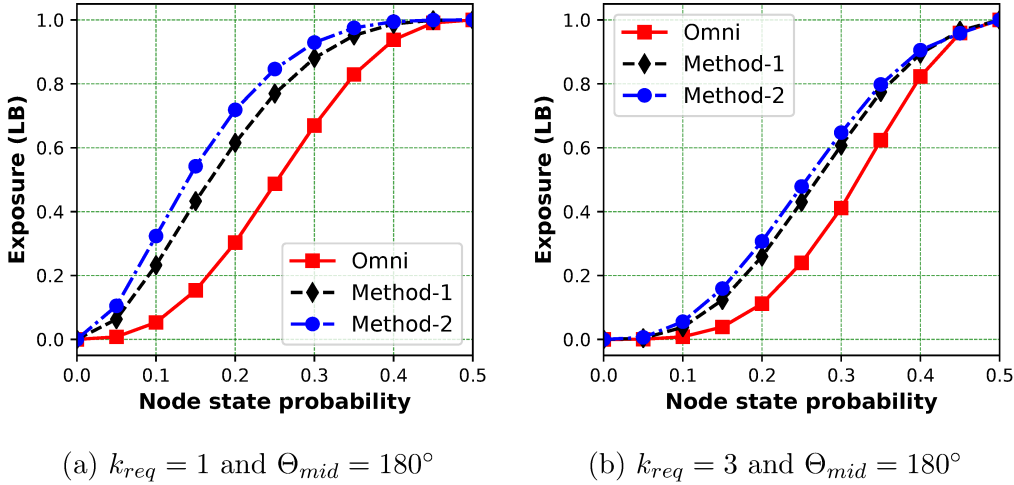 Exposure (LB)
1.0
0.8
0.6
0.4
0.2
0.0
Omni
Method-1
Method-2
0.0 0.1 0.2 0.3 0.4 0.5
Node state probability
(a) k_req = 1 and Θ_mid = 180°
Exposure (LB)
1.0
0.8
0.6
0.4
0.2
0.0
Omni
Method-1
Method-2
0.0 0.1 0.2 0.3 0.4 0.5
Node state probability
(b) k_req = 3 and Θ_mid = 180°